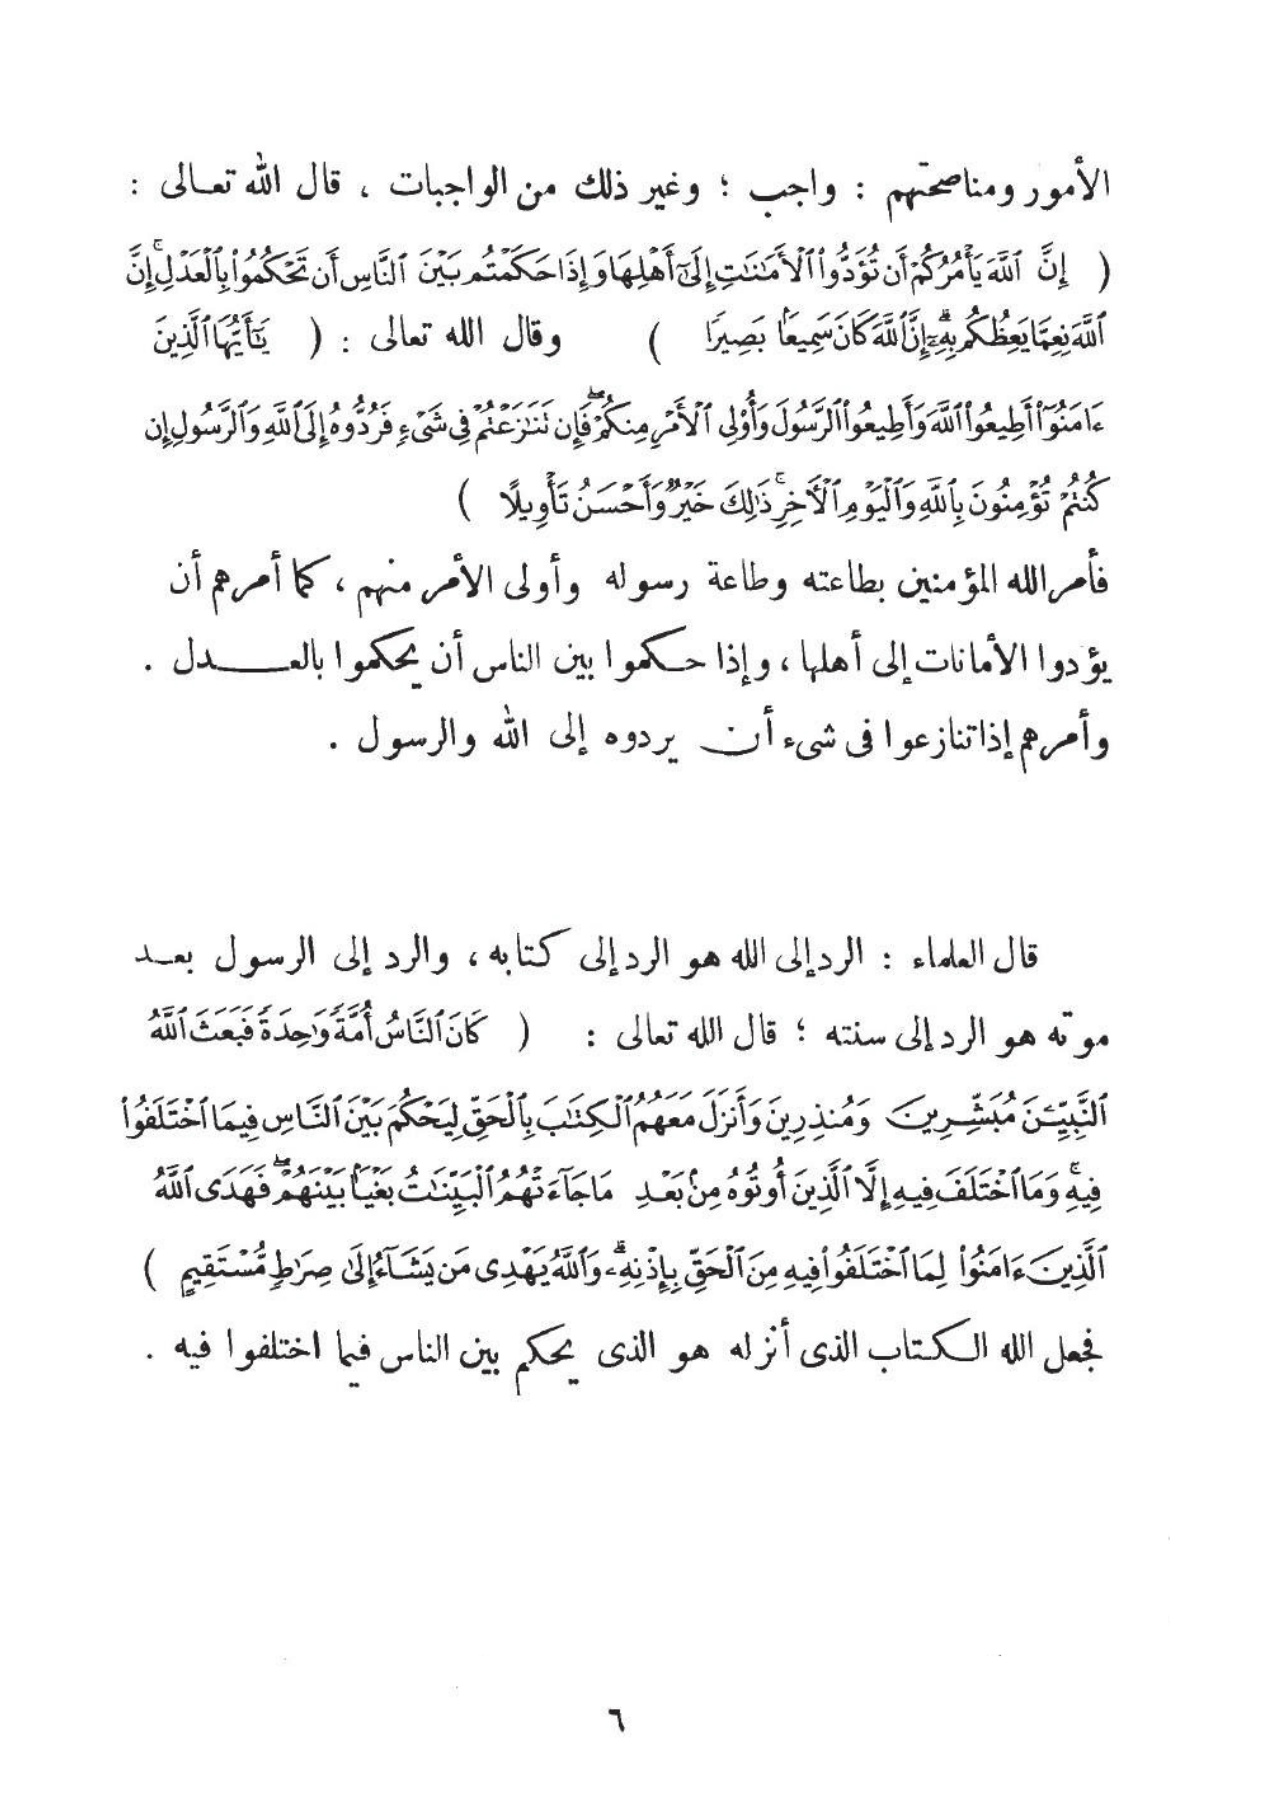 الأمور ومناصحتهم : واجب ؛ وغير ذلك من الواجبات ، قال الله تعـالى :
( إِنَّ ٱللَّهَ يَأْمُرُكُمْ أَن تُؤَدُّوا۟ ٱلْأَمَـٰنَـٰتِ إِلَىٰٓ أَهْلِهَا وَإِذَا حَكَمْتُم بَيْنَ ٱلنَّاسِ أَن تَحْكُمُوا۟ بِٱلْعَدْلِ ۚ إِنَّ
ٱللَّهَ نِعِمَّا يَعِظُكُم بِهِۦٓ ۗ إِنَّ ٱللَّهَ كَانَ سَمِيعًۢا بَصِيرًا ) وقال الله تعالى : ( يَـٰٓأَيُّهَا ٱلَّذِينَ
ءَامَنُوٓا۟ أَطِيعُوا۟ ٱللَّهَ وَأَطِيعُوا۟ ٱلرَّسُولَ وَأُو۟لِى ٱلْأَمْرِ مِنكُمْ ۖ فَإِن تَنَـٰزَعْتُمْ فِى شَىْءٍ فَرُدُّوهُ إِلَى ٱللَّهِ وَٱلرَّسُولِ إِن
كُنتُمْ تُؤْمِنُونَ بِٱللَّهِ وَٱلْيَوْمِ ٱلْـَٔاخِرِ ۚ ذَٰلِكَ خَيْرٌ وَأَحْسَنُ تَأْوِيلًا )
فأمر الله المؤمنين بطاعته وطاعة رسوله وأولى الأمر منهم ، كما أمرهم أن
يؤدوا الأمانات إلى أهلها ، وإذا حـكموا بين الناس أن يحكموا بالعـــدل .
وأمرهم إذا تنازعوا فى شىء أن يردوه إلى الله والرسول .
قال العلماء : الرد إلى الله هو الرد إلى كتابه ، والرد إلى الرسول بعـد
موته هو الرد إلى سنته ؛ قال الله تعالى : ( كَانَ ٱلنَّاسُ أُمَّةً وَٰحِدَةً فَبَعَثَ ٱللَّهُ
ٱلنَّبِيِّـۧنَ مُبَشِّرِينَ وَمُنذِرِينَ وَأَنزَلَ مَعَهُمُ ٱلْكِتَـٰبَ بِٱلْحَقِّ لِيَحْكُمَ بَيْنَ ٱلنَّاسِ فِيمَا ٱخْتَلَفُوا۟
فِيهِ ۚ وَمَا ٱخْتَلَفَ فِيهِ إِلَّا ٱلَّذِينَ أُوتُوهُ مِنۢ بَعْدِ مَا جَآءَتْهُمُ ٱلْبَيِّنَـٰتُ بَغْيًۢا بَيْنَهُمْ ۖ فَهَدَى ٱللَّهُ
ٱلَّذِينَ ءَامَنُوا۟ لِمَا ٱخْتَلَفُوا۟ فِيهِ مِنَ ٱلْحَقِّ بِإِذْنِهِۦ ۗ وَٱللَّهُ يَهْدِى مَن يَشَآءُ إِلَىٰ صِرَٰطٍ مُّسْتَقِيمٍ )
فجعل الله الـكتاب الذى أنزله هو الذى يحكم بين الناس فيما اختلفوا فيه .
٦